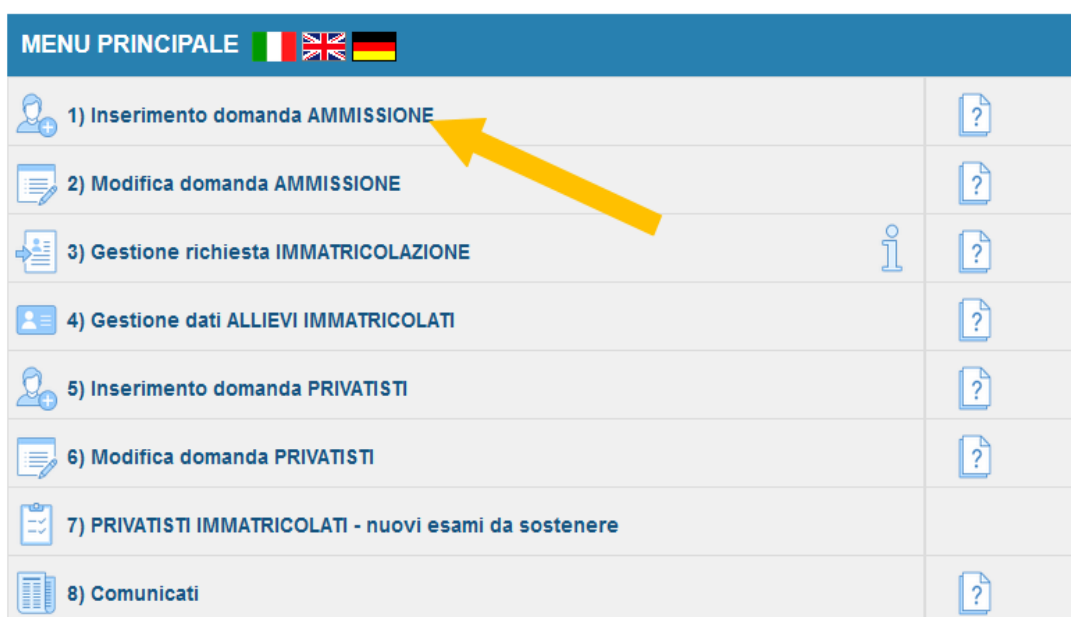 MENU PRINCIPALE
1) Inserimento domanda AMMISSIONE
?
2) Modifica domanda AMMISSIONE
?
3) Gestione richiesta IMMATRICOLAZIONE
i
?
4) Gestione dati ALLIEVI IMMATRICOLATI
?
5) Inserimento domanda PRIVATISTI
?
6) Modifica domanda PRIVATISTI
?
7) PRIVATISTI IMMATRICOLATI - nuovi esami da sostenere
8) Comunicati
?